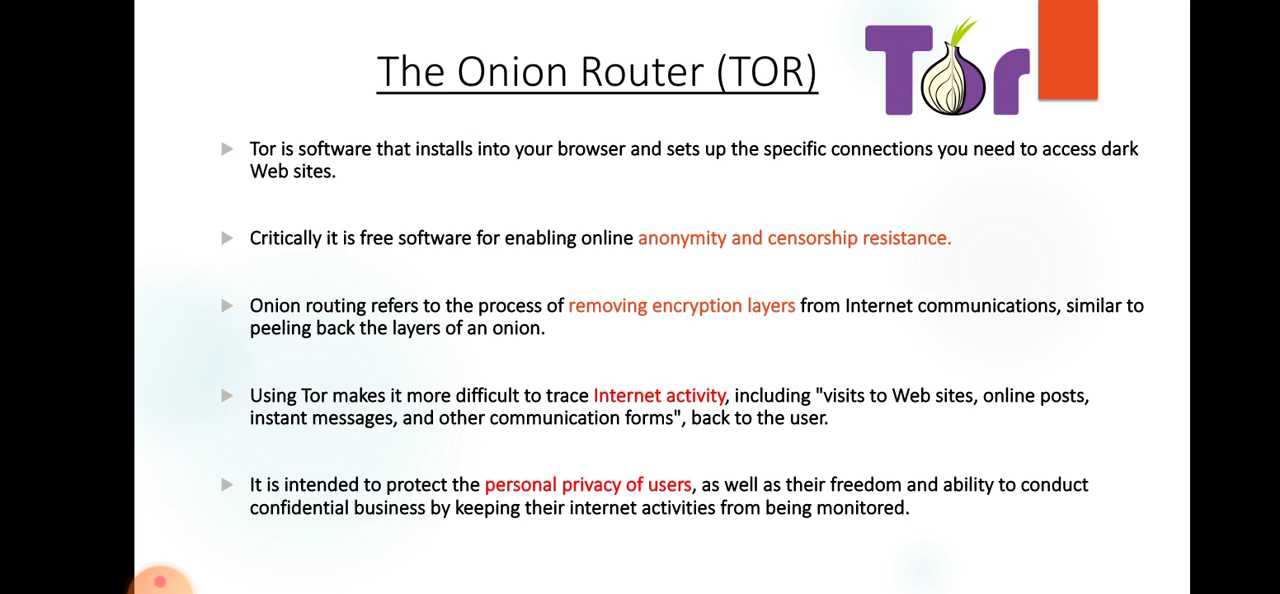 The Onion Router (TOR)
Tor
Tor is software that installs into your browser and sets up the specific connections you need to access dark
Web sites.
Critically it is free software for enabling online anonymity and censorship resistance.
Onion routing refers to the process of removing encryption layers from Internet communications, similar to
peeling back the layers of an onion.
Using Tor makes it more difficult to trace Internet activity, including "visits to Web sites, online posts,
instant messages, and other communication forms", back to the user.
It is intended to protect the personal privacy of users, as well as their freedom and ability to conduct
confidential business by keeping their internet activities from being monitored.